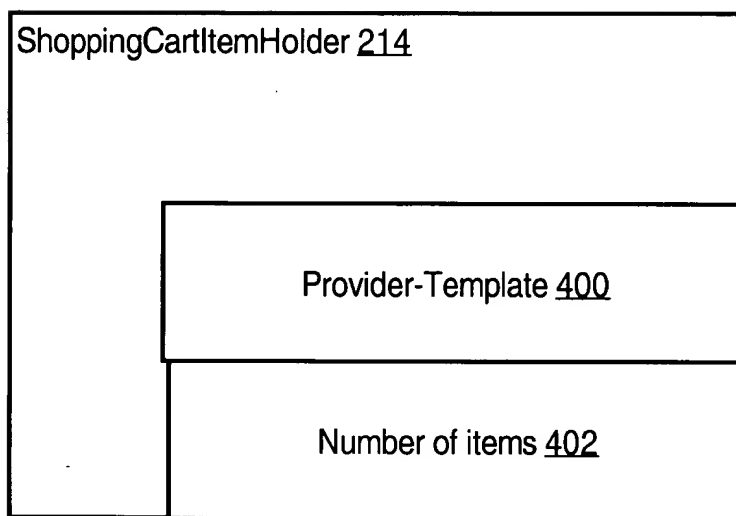 ShoppingCartItemHolder 214
Provider-Template 400
Number of items 402